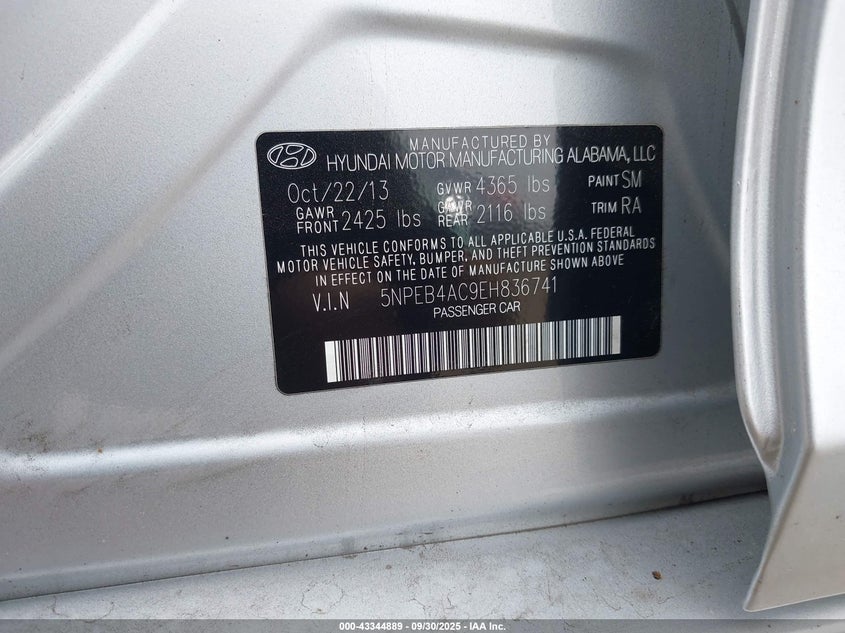 MANUFACTURED BY
HYUNDAI MOTOR MANUFACTURING ALABAMA, LLC
Oct/22/13 GVWR 4365 lbs PAINT SM
GAWR FRONT 2425 lbs GAWR REAR 2116 lbs TRIM RA
THIS VEHICLE CONFORMS TO ALL APPLICABLE U.S.A. FEDERAL
MOTOR VEHICLE SAFETY, BUMPER, AND THEFT PREVENTION STANDARDS
IN EFFECT ON THE DATE OF MANUFACTURE SHOWN ABOVE
V.I.N 5NPEB4AC9EH836741
PASSENGER CAR
000-43344889 | 09/30/2025 | IAA Inc.